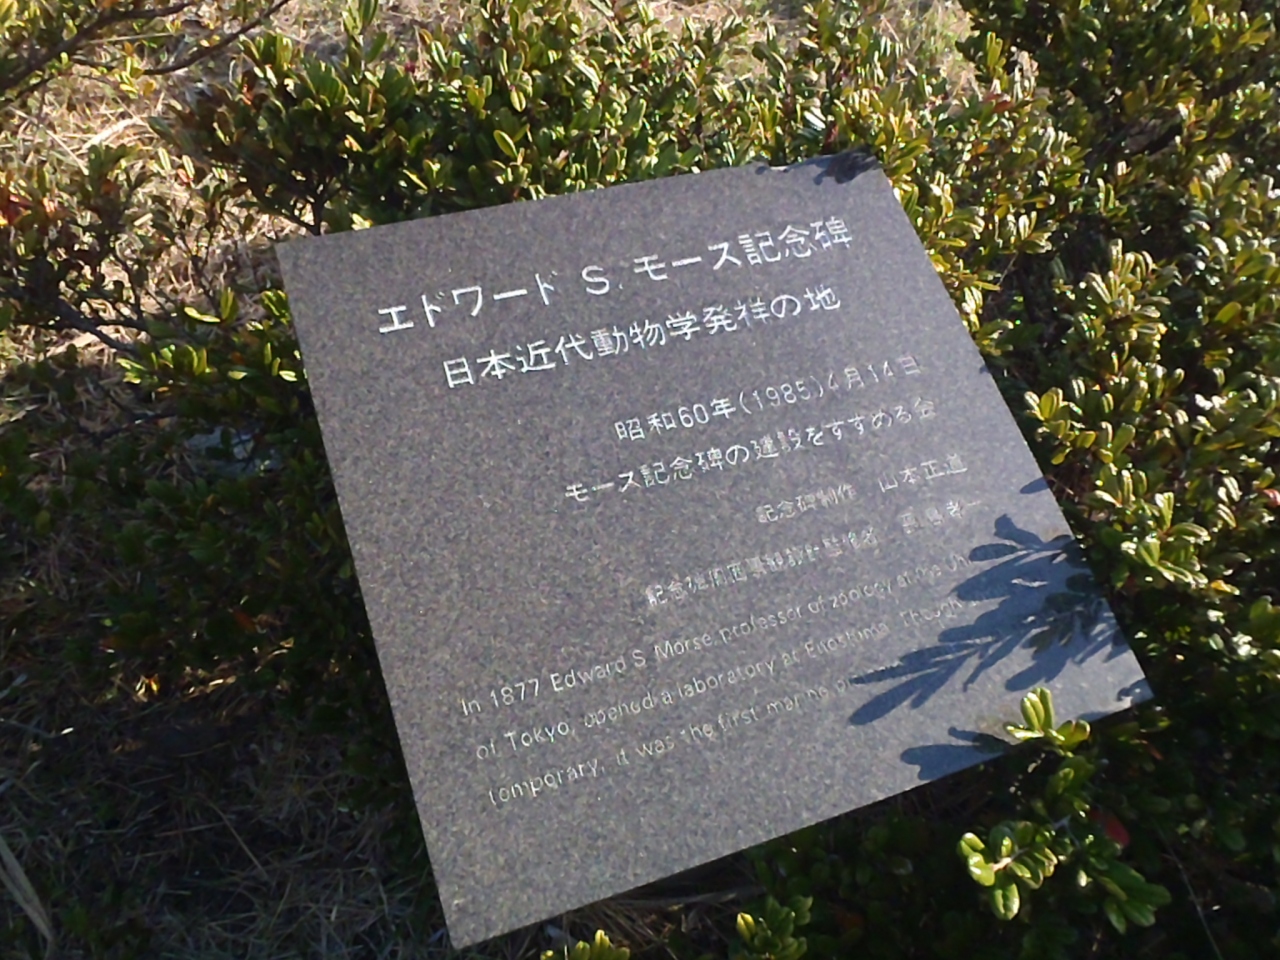 エドワード S. モース記念碑
日本近代動物学発祥の地
昭和60年(1985)4月14日
モース記念碑の建設をすすめる会
記念碑制作 山本正道
記念碑
In 1877 Edward S. Morse, professor of zoology at the
of Tokyo, opened a laboratory at Enoshima. Though
temporary, it was the first marine